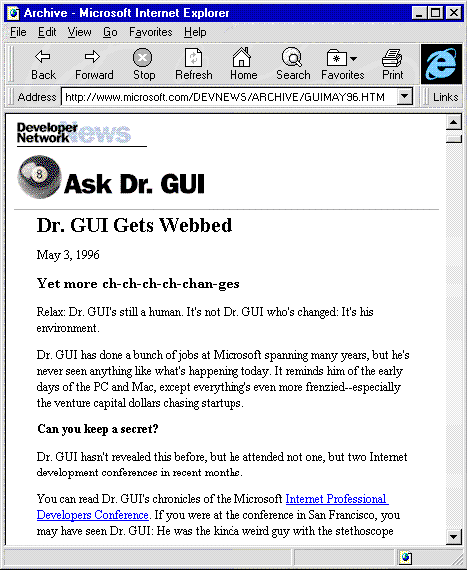 Archive - Microsoft Internet Explorer
File Edit View Go Favorites Help
Back Forward Stop Refresh Home Search Favorites Print
Address http://www.microsoft.com/DEVNEWS/ARCHIVE/GUIMAY96.HTM Links
Developer
Network News
8 Ask Dr. GUI
Dr. GUI Gets Webbed
May 3, 1996
Yet more ch-ch-ch-ch-chan-ges
Relax: Dr. GUI's still a human. It's not Dr. GUI who's changed: It's his
environment.
Dr. GUI has done a bunch of jobs at Microsoft spanning many years, but he's
never seen anything like what's happening today. It reminds him of the early
days of the PC and Mac, except everything's even more frenzied--especially
the venture capital dollars chasing startups.
Can you keep a secret?
Dr. GUI hasn't revealed this before, but he attended not one, but two Internet
development conferences in recent months.
You can read Dr. GUI's chronicles of the Microsoft Internet Professional
Developers Conference. If you were at the conference in San Francisco, you
may have seen Dr. GUI: He was the kinda weird guy with the stethoscope